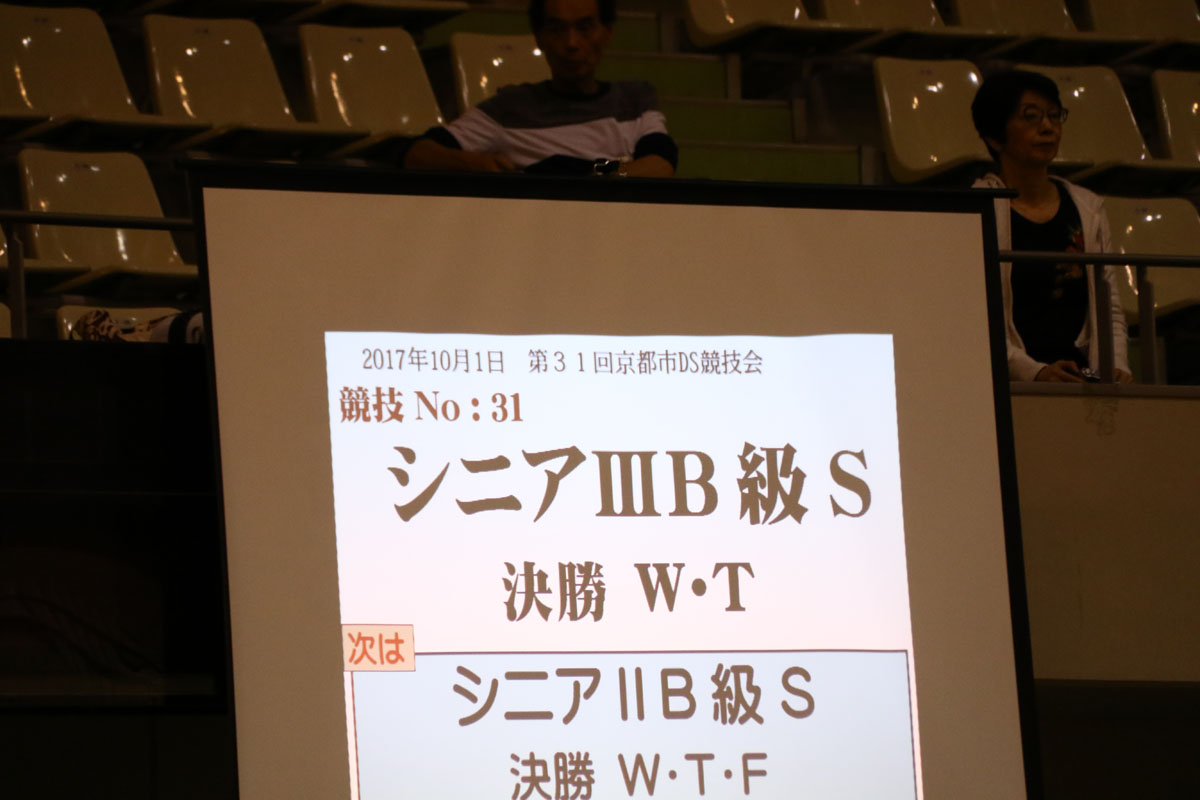 2017年10月1日 第31回京都市DS競技会
競技 No : 31
シニアⅢB級 S
決勝 W・T
次は
シニアⅡB級 S
決勝 W・T・F